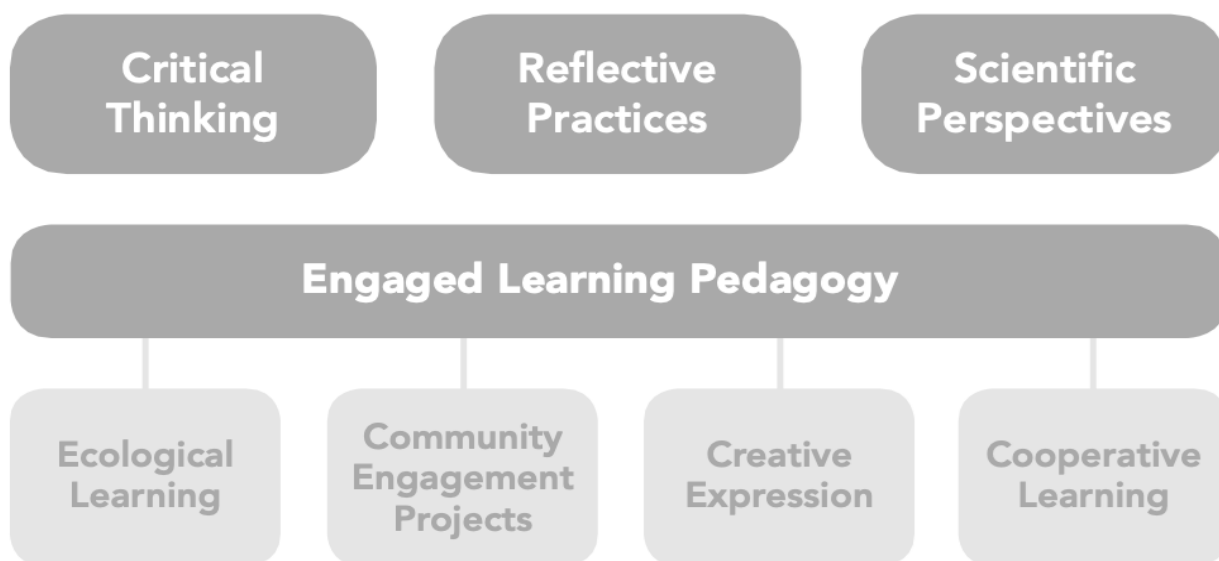 Critical
Thinking
Reflective
Practices
Scientific
Perspectives
Engaged Learning Pedagogy
Ecological
Learning
Community
Engagement
Projects
Creative
Expression
Cooperative
Learning